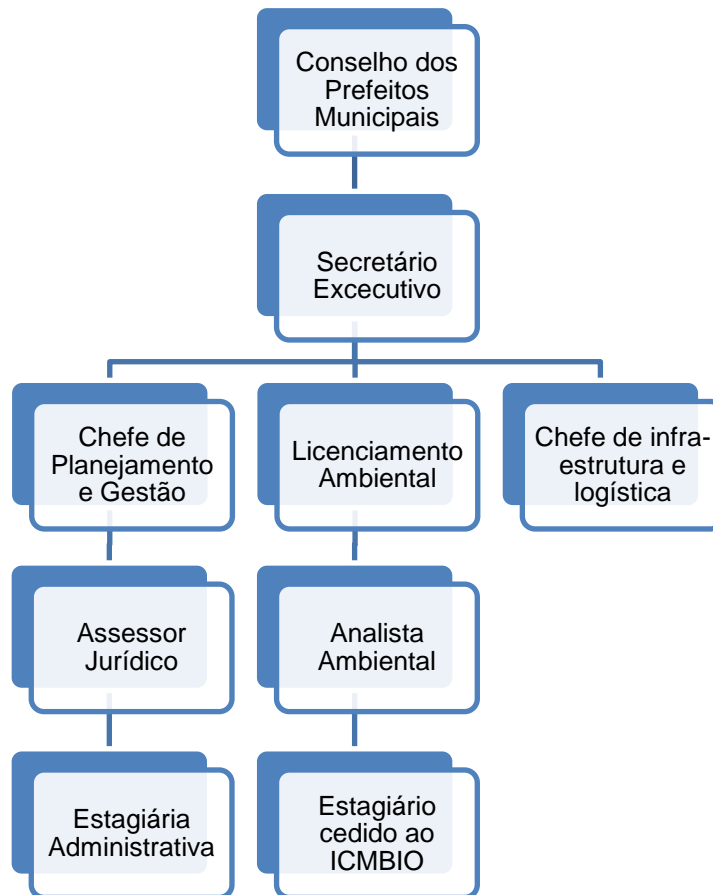 Conselho dos
Prefeitos
Municipais
Secretário
Excecutivo
Chefe de
Planejamento
e Gestão
Licenciamento
Ambiental
Chefe de infra-
estrutura e
logística
Assessor
Jurídico
Analista
Ambiental
Estagiária
Administrativa
Estagiário
cedido ao
ICMBIO